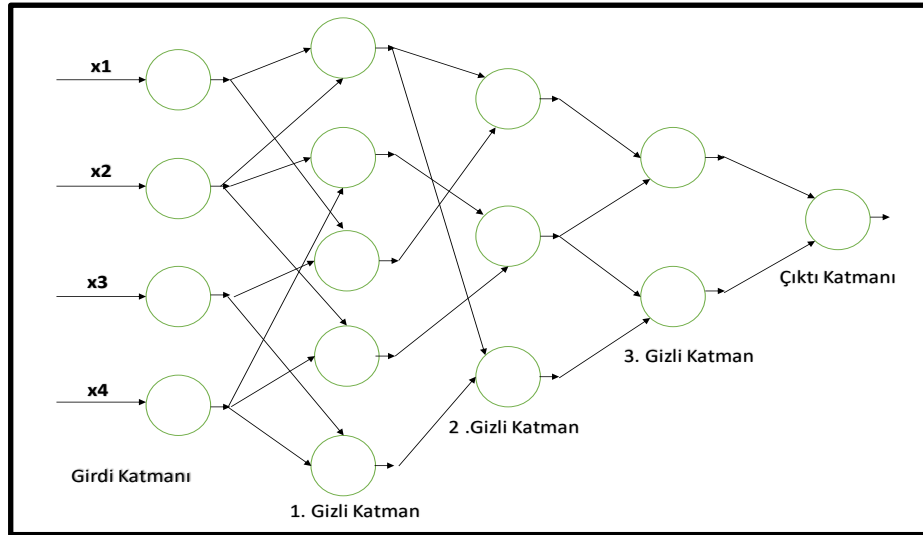 x1
x2
x3
x4
Girdi Katmanı
1. Gizli Katman
2 .Gizli Katman
3. Gizli Katman
Çıktı Katmanı